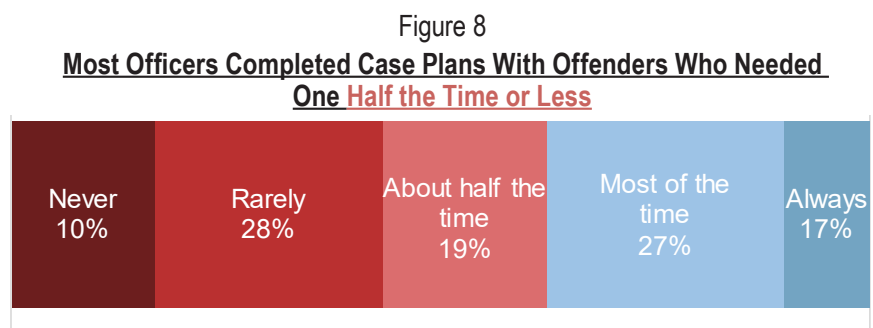 Figure 8
Most Officers Completed Case Plans With Offenders Who Needed
One Half the Time or Less
Never
10%
Rarely
28%
About half the
time
19%
Most of the
time
27%
Always
17%